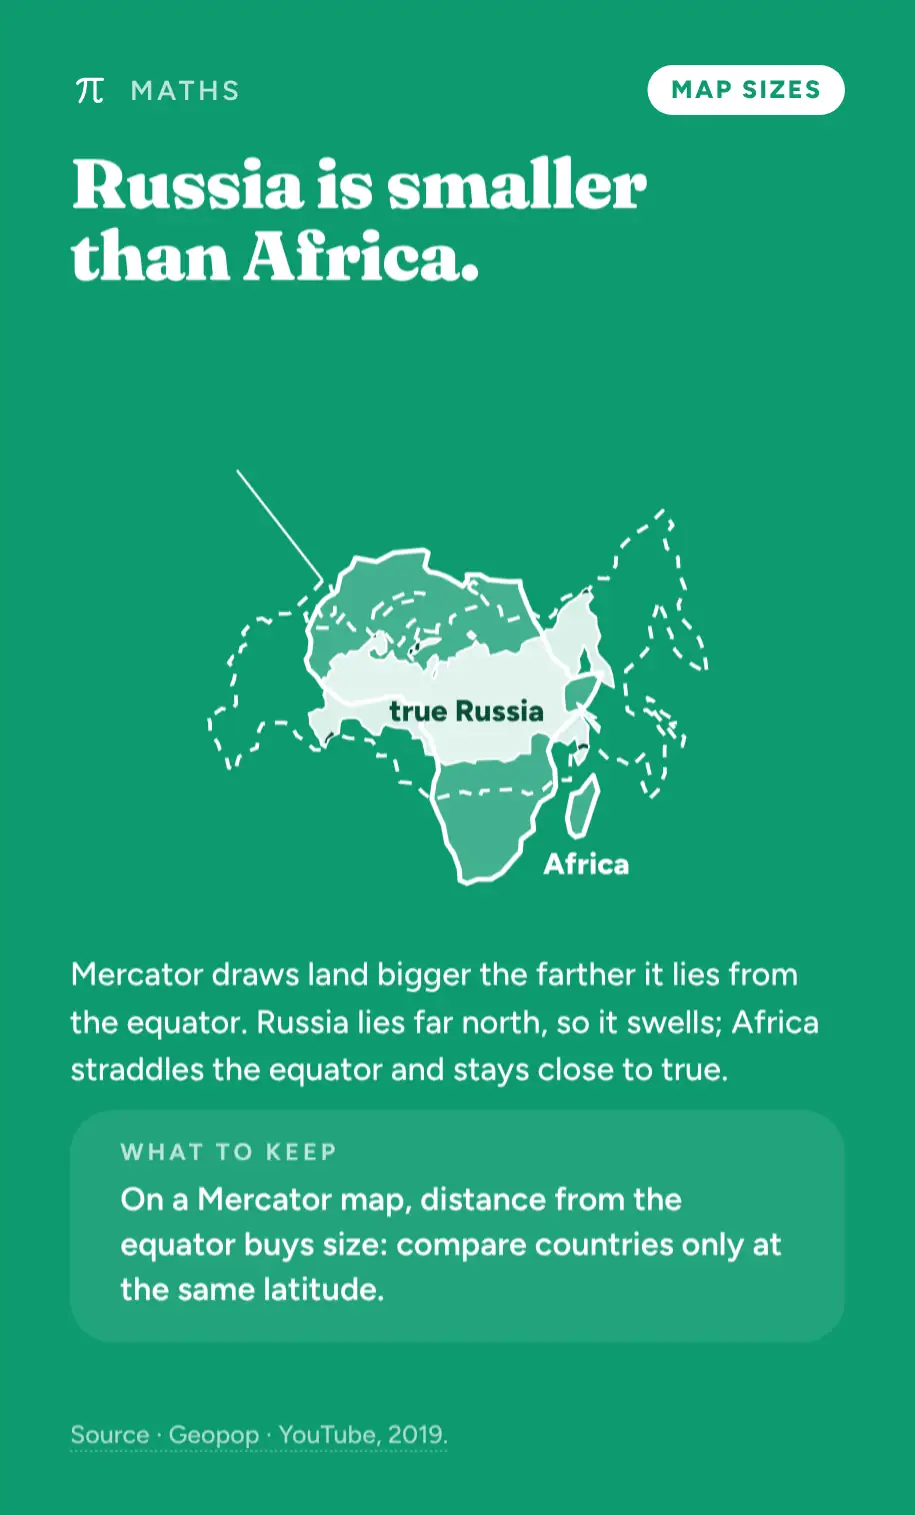 π MATHS
MAP SIZES
Russia is smaller
than Africa.
true Russia
Africa
Mercator draws land bigger the farther it lies from
the equator. Russia lies far north, so it swells; Africa
straddles the equator and stays close to true.
WHAT TO KEEP
On a Mercator map, distance from the
equator buys size: compare countries only at
the same latitude.
Source · Geopop · YouTube, 2019.